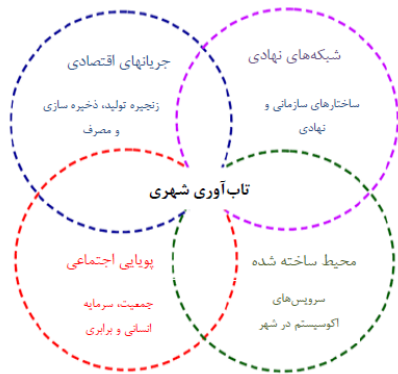 شبکه‌های نهادی
ساختارهای سازمانی و
نهادی
جریانهای اقتصادی
زنجیره تولید، ذخیره سازی
و مصرف
تاب‌آوری شهری
محیط ساخته شده
سرویس‌های
اکوسیستم در شهر
پویایی اجتماعی
جمعیت، سرمایه
انسانی و برابری